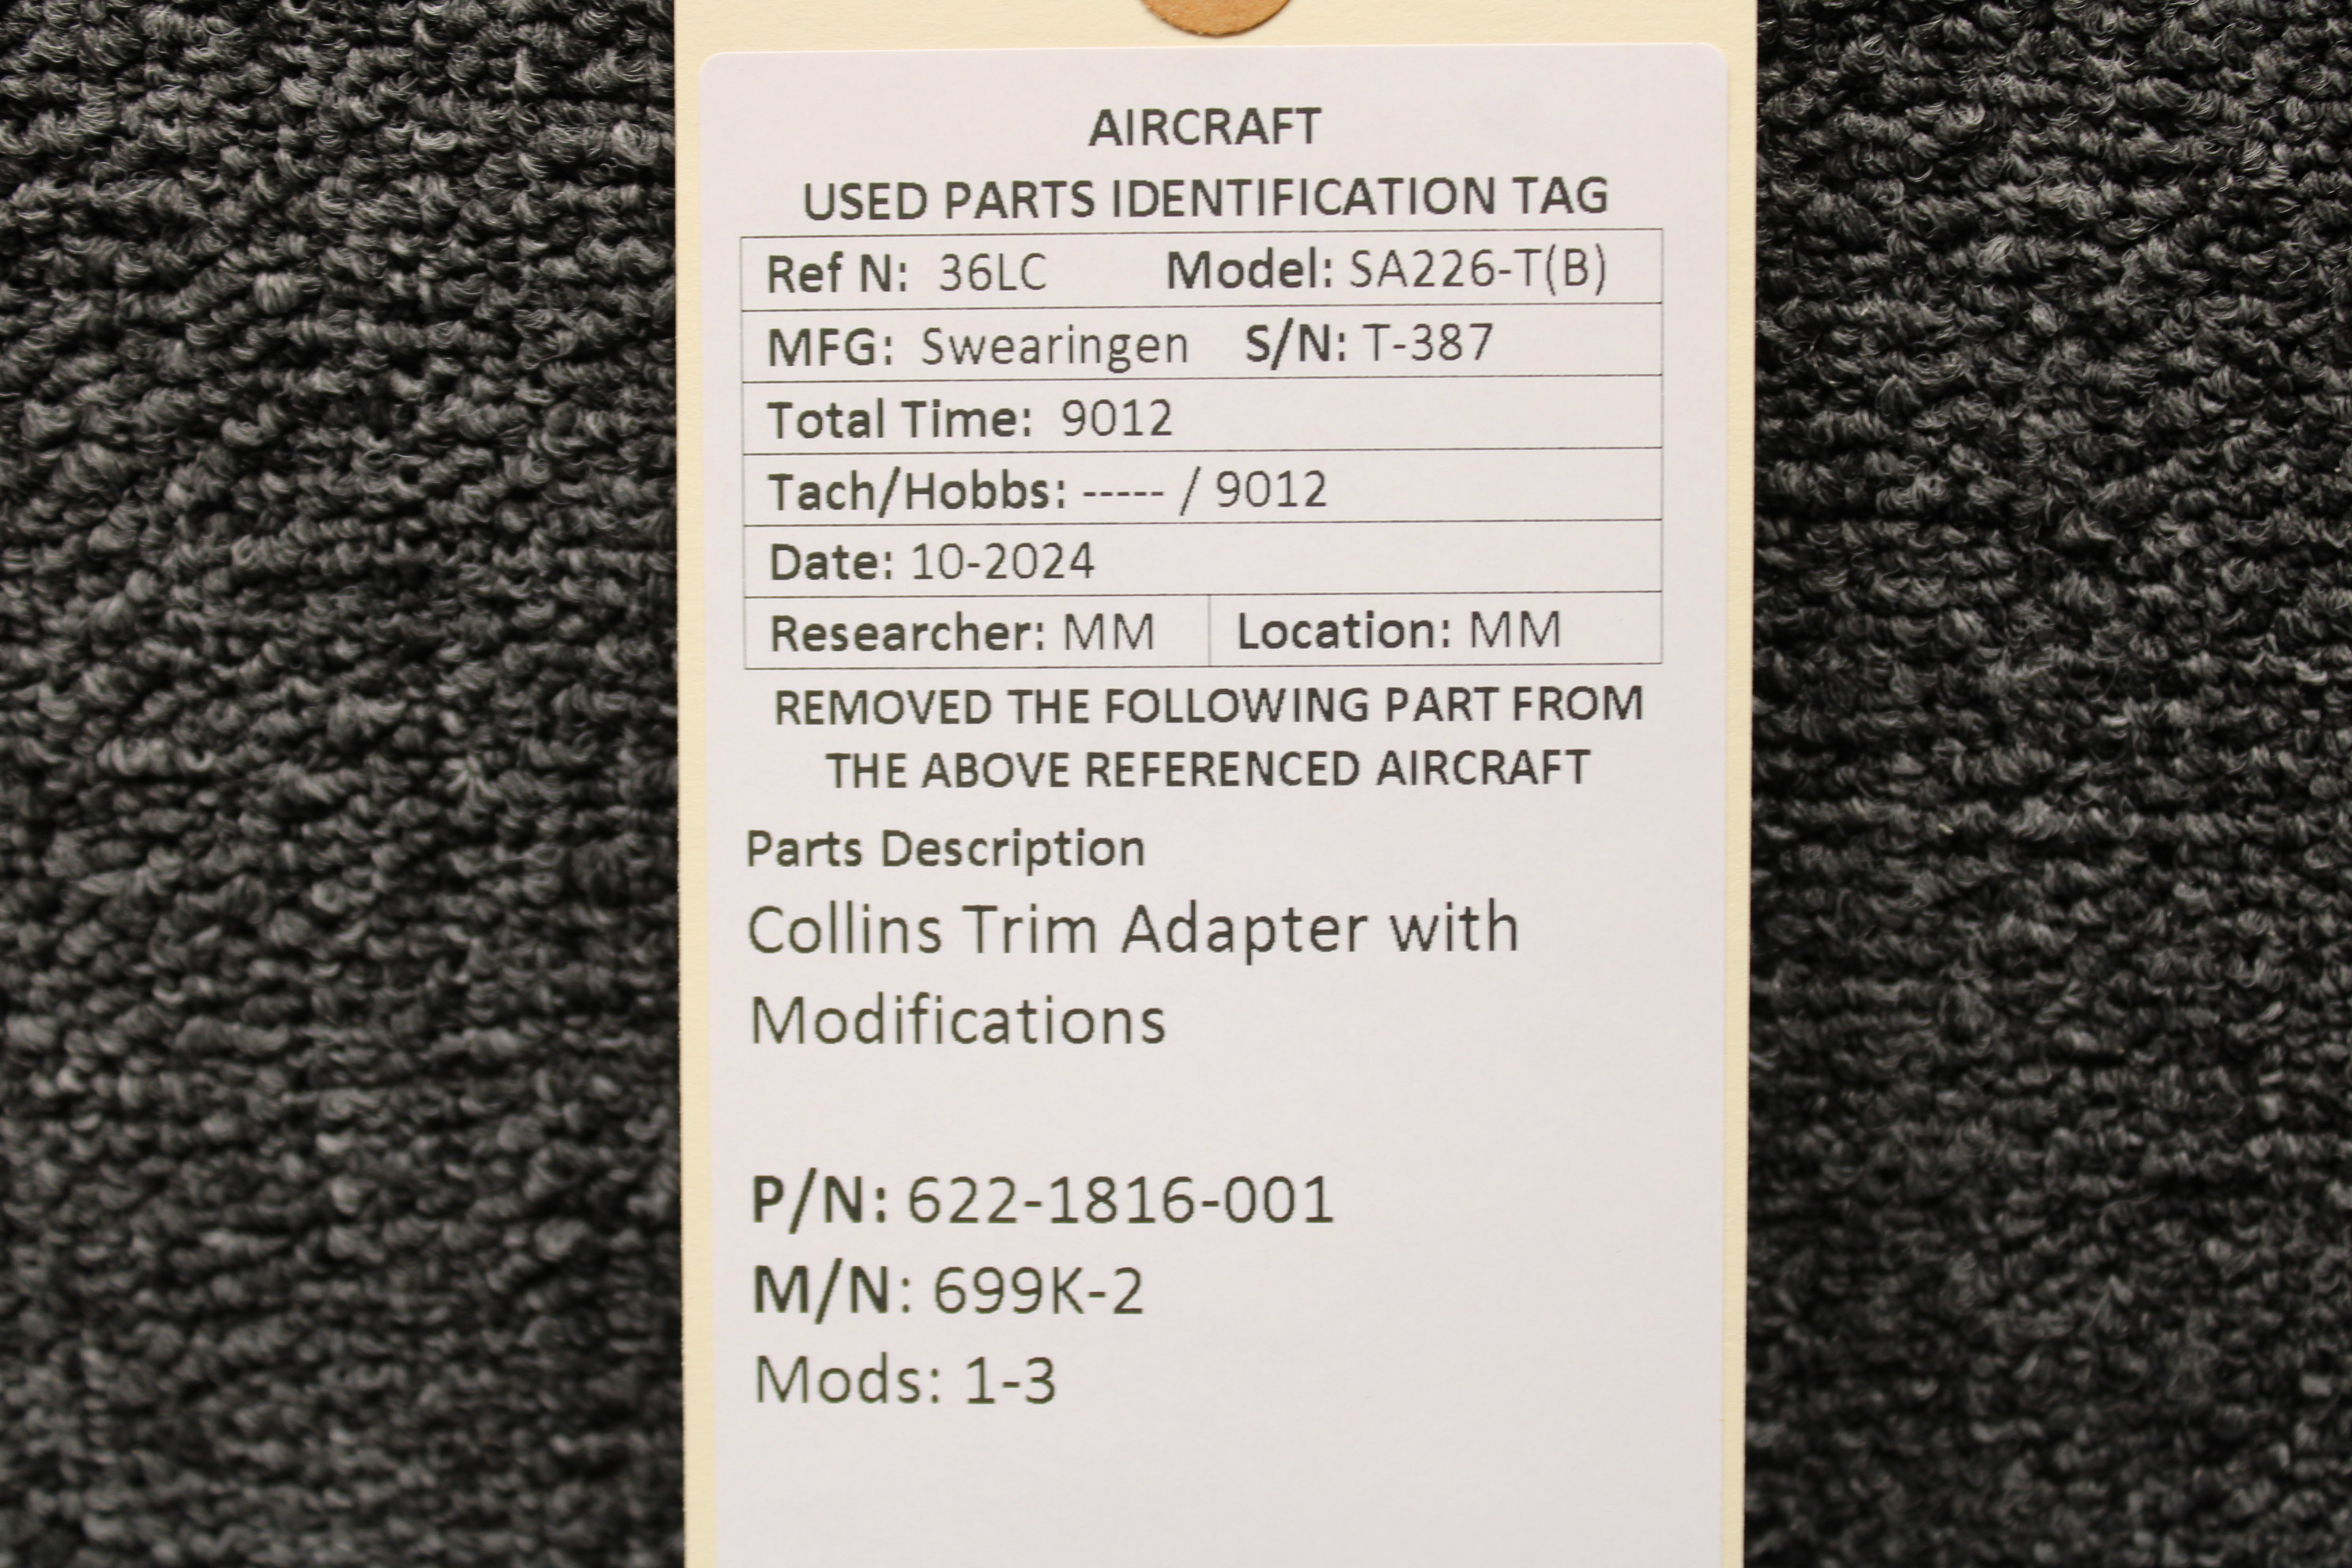 AIRCRAFT
USED PARTS IDENTIFICATION TAG
Ref N: 36LC Model: SA226-T(B)
MFG: Swearingen S/N: T-387
Total Time: 9012
Tach/Hobbs: ----- / 9012
Date: 10-2024
Researcher: MM Location: MM
REMOVED THE FOLLOWING PART FROM
THE ABOVE REFERENCED AIRCRAFT
Parts Description
Collins Trim Adapter with
Modifications
P/N: 622-1816-001
M/N: 699K-2
Mods: 1-3